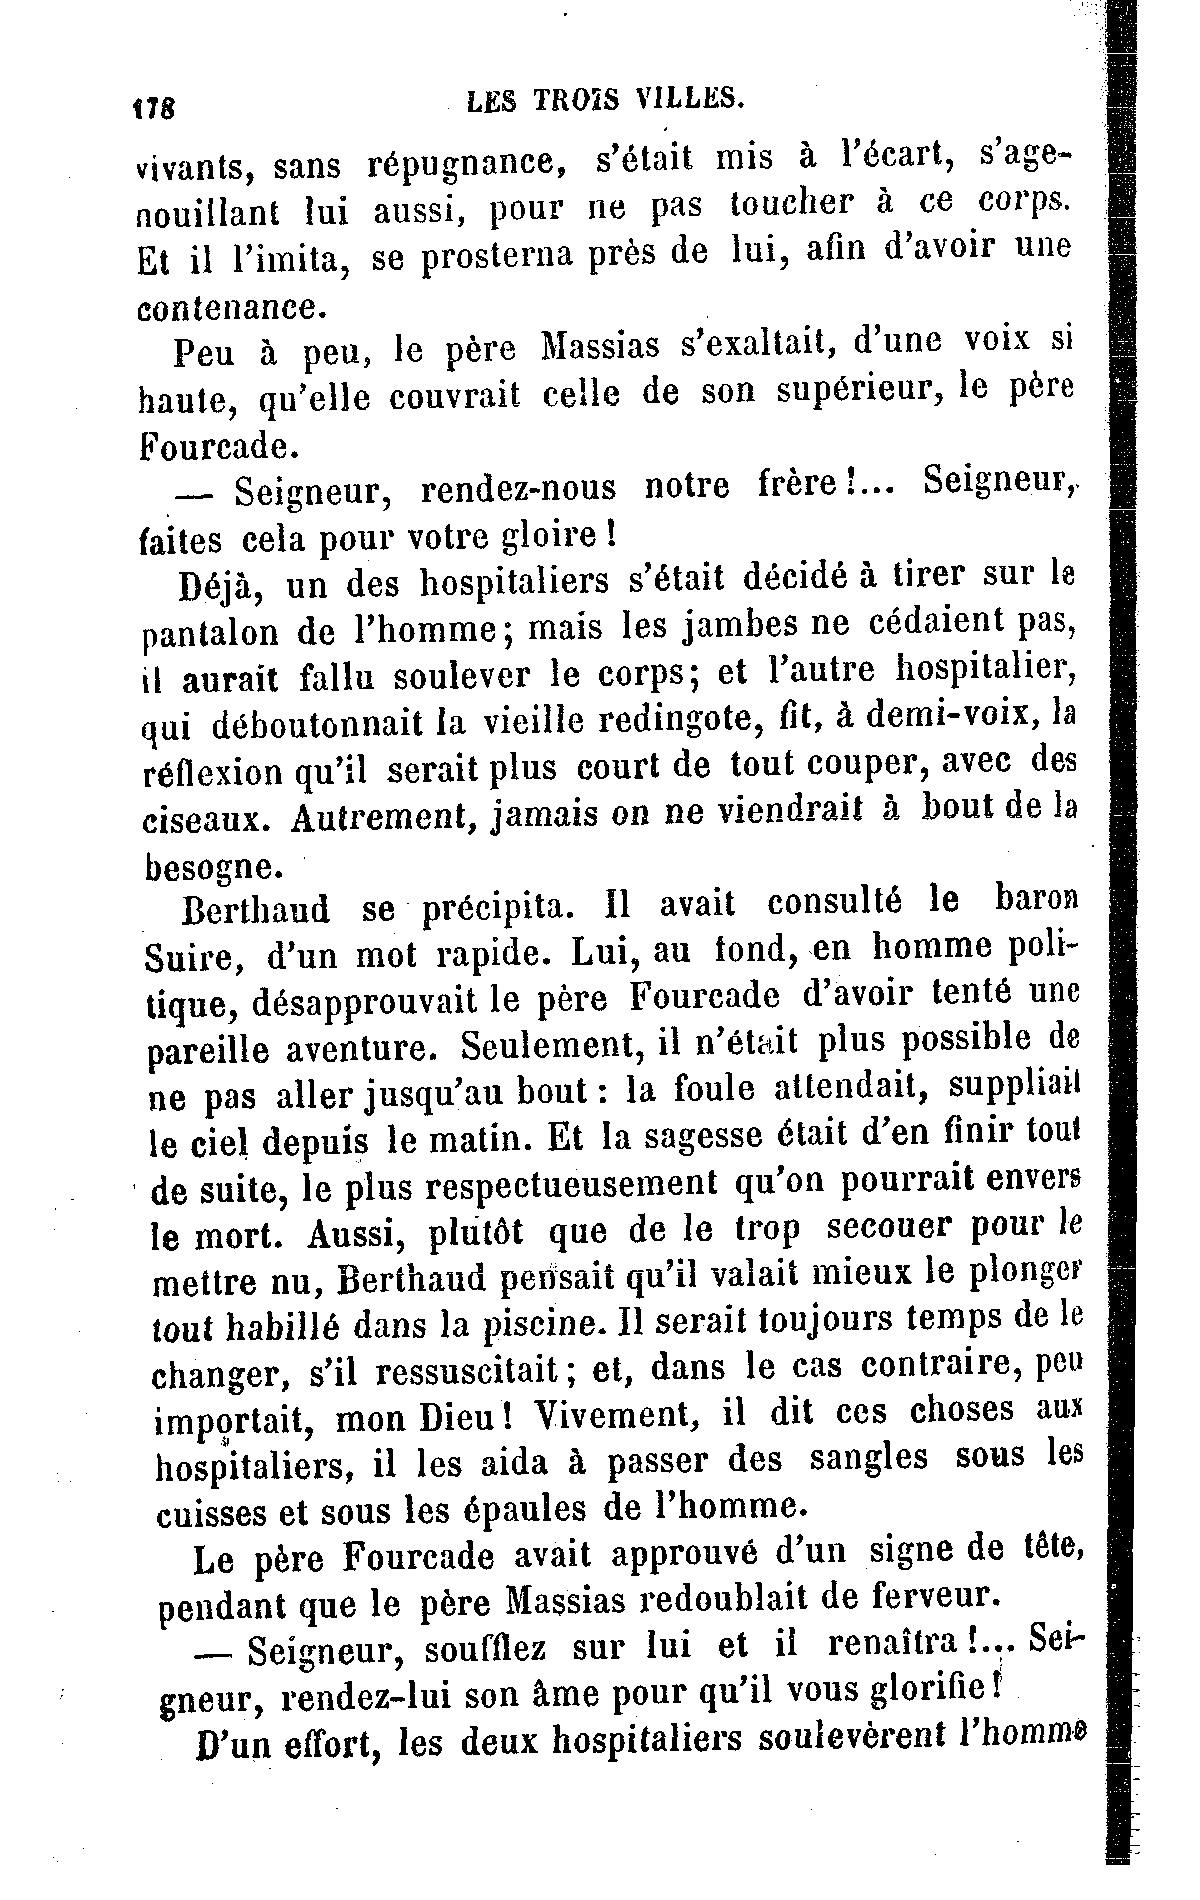 178 LES TROIS VILLES.
vivants, sans répugnance, s'était mis à l'écart, s'age-
nouillant lui aussi, pour ne pas toucher à ce corps.
Et il l'imita, se prosterna près de lui, afin d'avoir une
contenance.
Peu à peu, le père Massias s'exaltait, d'une voix si
haute, qu'elle couvrait celle de son supérieur, le père
Fourcade.
— Seigneur, rendez-nous notre frère !... Seigneur,
faites cela pour votre gloire !
Déjà, un des hospitaliers s'était décidé à tirer sur le
pantalon de l'homme; mais les jambes ne cédaient pas,
il aurait fallu soulever le corps; et l'autre hospitalier,
qui déboutonnait la vieille redingote, fit, à demi-voix, la
réflexion qu'il serait plus court de tout couper, avec des
ciseaux. Autrement, jamais on ne viendrait à bout de la
besogne.
Berthaud se précipita. Il avait consulté le baron
Suire, d'un mot rapide. Lui, au fond, en homme poli-
tique, désapprouvait le père Fourcade d'avoir tenté une
pareille aventure. Seulement, il n'était plus possible de
ne pas aller jusqu'au bout : la foule attendait, suppliait
le ciel depuis le matin. Et la sagesse était d'en finir tout
de suite, le plus respectueusement qu'on pourrait envers
le mort. Aussi, plutôt que de le trop secouer pour le
mettre nu, Berthaud pensait qu'il valait mieux le plonger
tout habillé dans la piscine. Il serait toujours temps de le
changer, s'il ressuscitait ; et, dans le cas contraire, peu
importait, mon Dieu ! Vivement, il dit ces choses aux
hospitaliers, il les aida à passer des sangles sous les
cuisses et sous les épaules de l'homme.
Le père Fourcade avait approuvé d'un signe de tête,
pendant que le père Massias redoublait de ferveur.
— Seigneur, soufflez sur lui et il renaîtra !... Sei-
gneur, rendez-lui son âme pour qu'il vous glorifie !
D'un effort, les deux hospitaliers soulevèrent l'homme